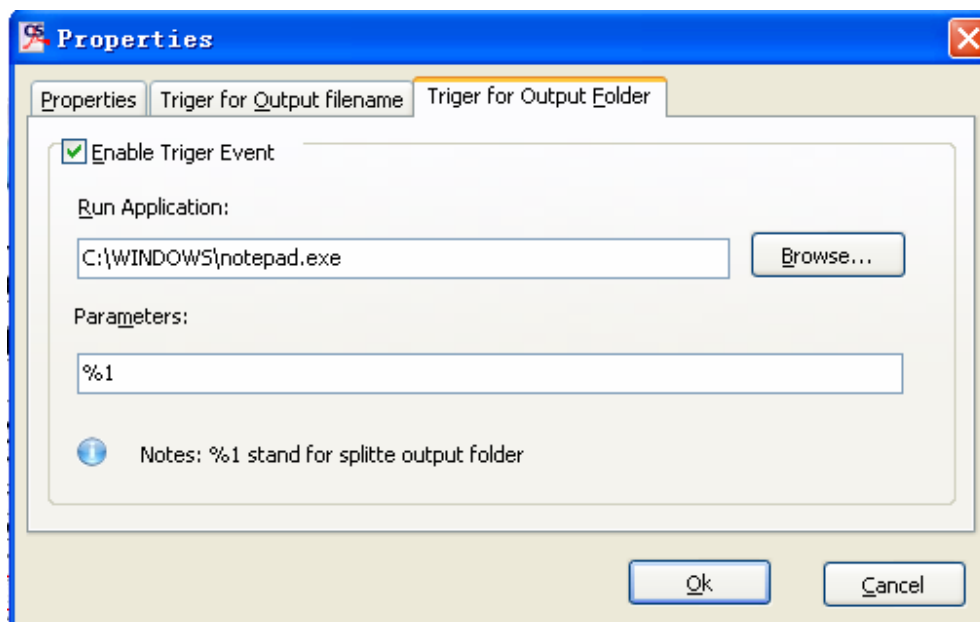 Properties
Properties
Triger for Output filename
Triger for Output Folder
Enable Triger Event
Run Application:
C:\WINDOWS\notepad.exe
Browse...
Parameters:
%1
Notes: %1 stand for splitte output folder
Ok
Cancel